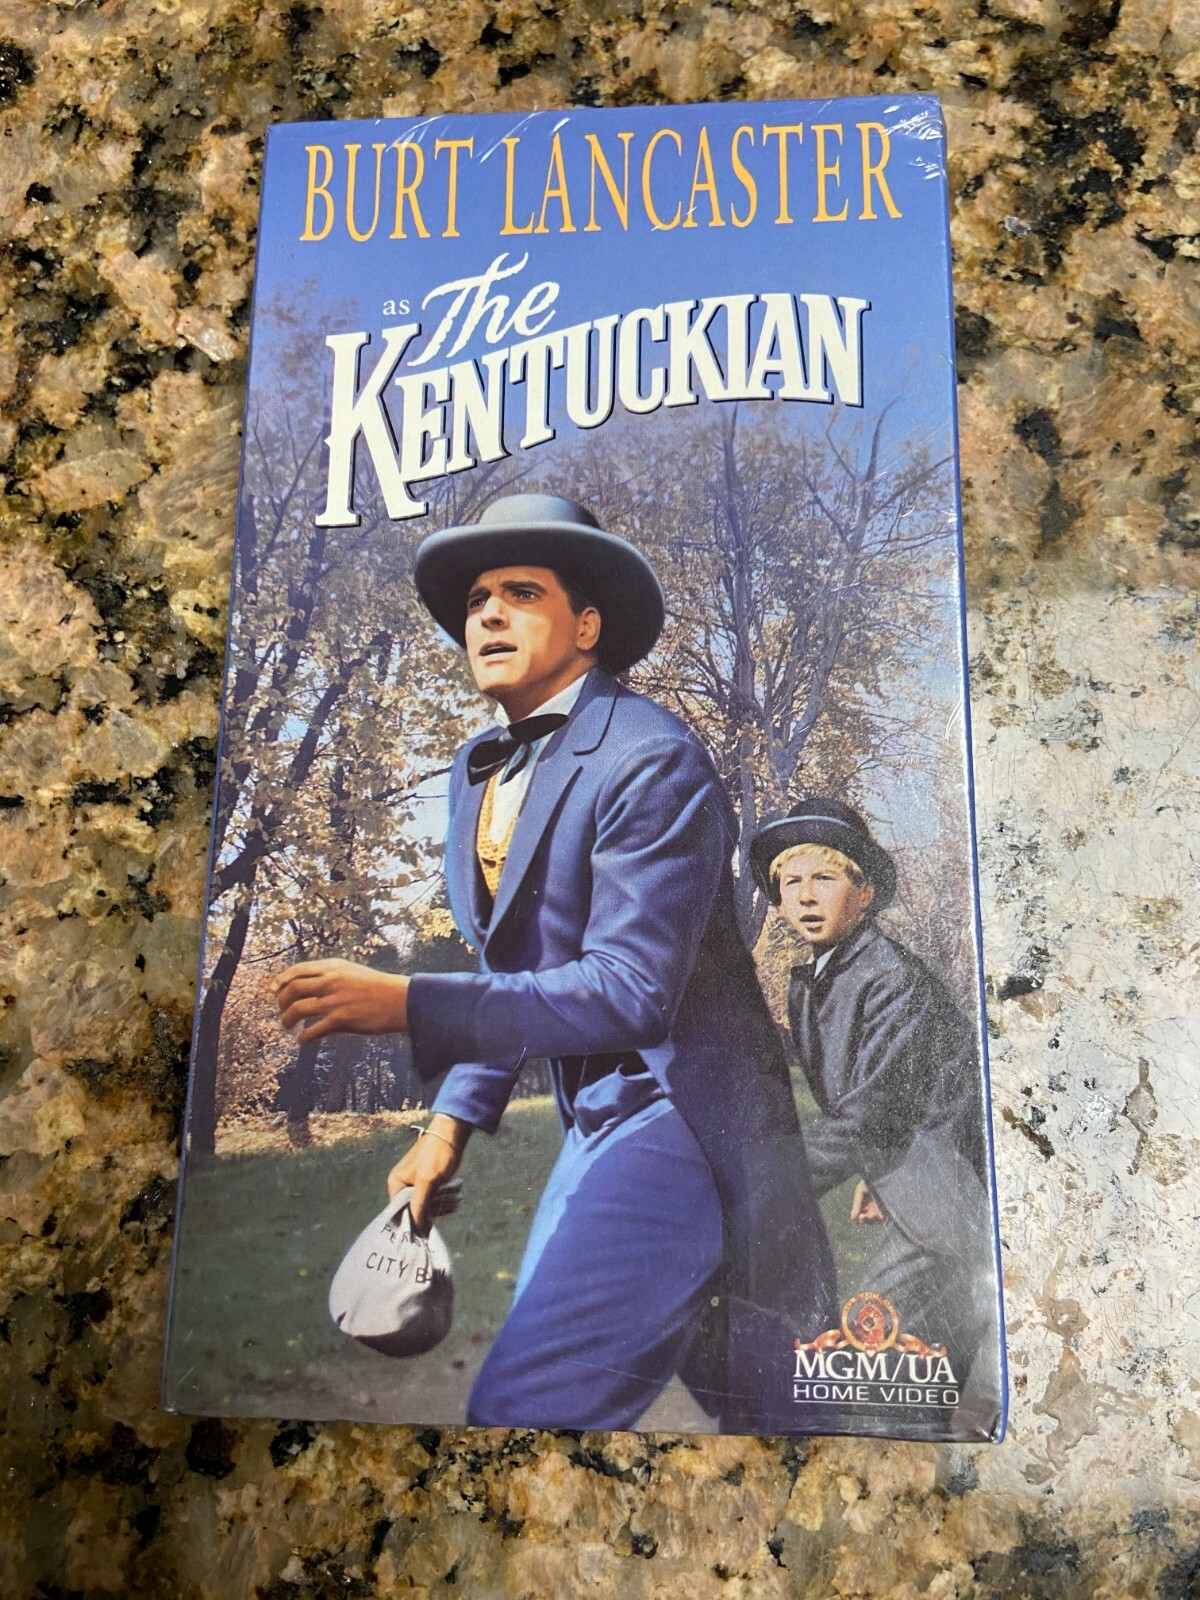 BURT LANCASTER
as The
KENTUCKIAN
CITY
MGM/UA
HOME VIDEO